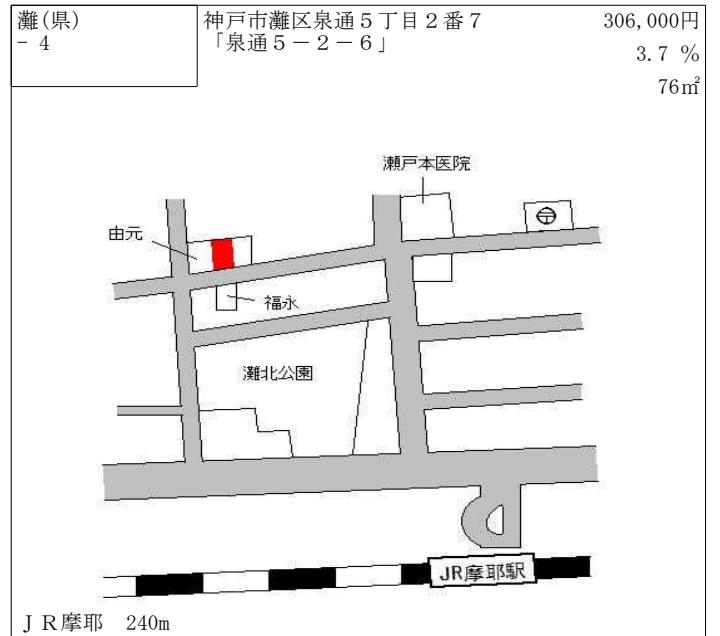 灘(県)
- 4
神戸市灘区泉通5丁目2番7
「泉通5-2-6」
306,000円
3.7 %
76㎡
瀬戸本医院
由元
福永
灘北公園
JR摩耶駅
JR摩耶 240m